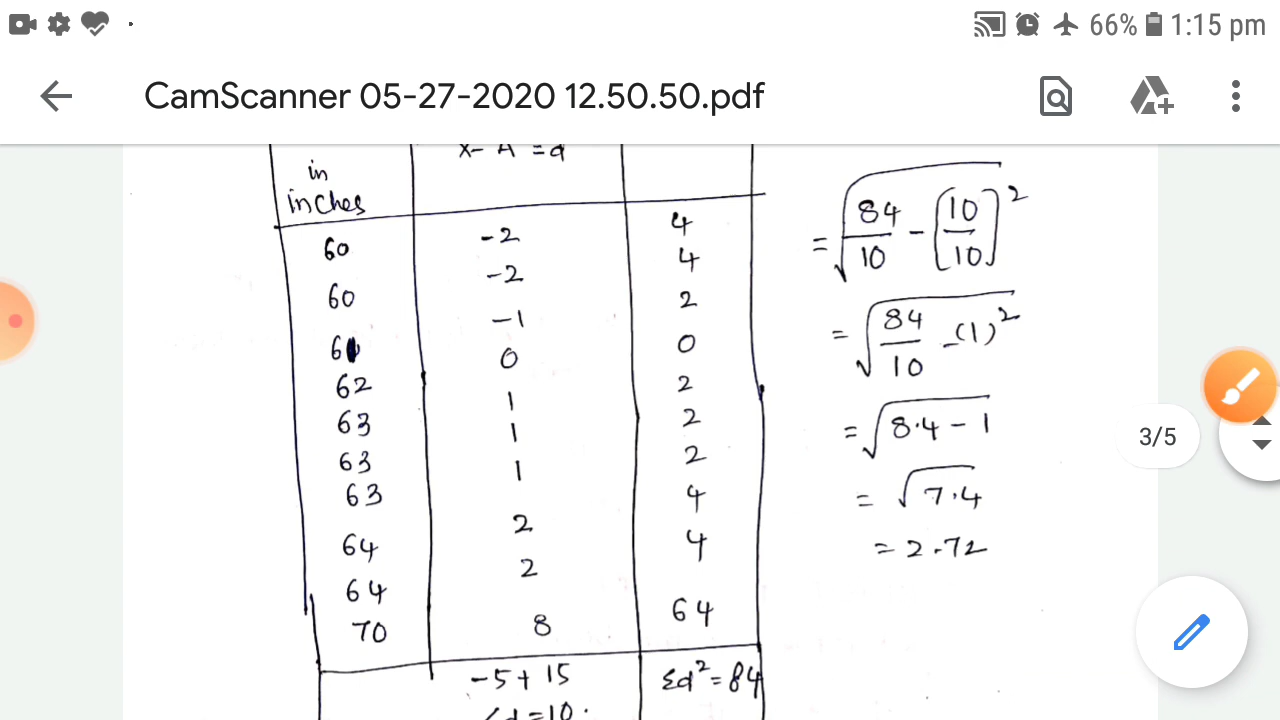 66% 1:15 pm
CamScanner 05-27-2020 12.50.50.pdf
in
inches
x- A = d
60 -2 4
60 -2 4
61 -1 2
62 0 0
63 1 2
63 1 2
63 1 2
64 2 4
64 2 4
70 8 64
-5 + 15 Σd² = 84
Σd = 10.
= √84/10 - (10/10)²
= √84/10 - (1)²
= √8.4 - 1
= √7.4
= 2.72
3/5